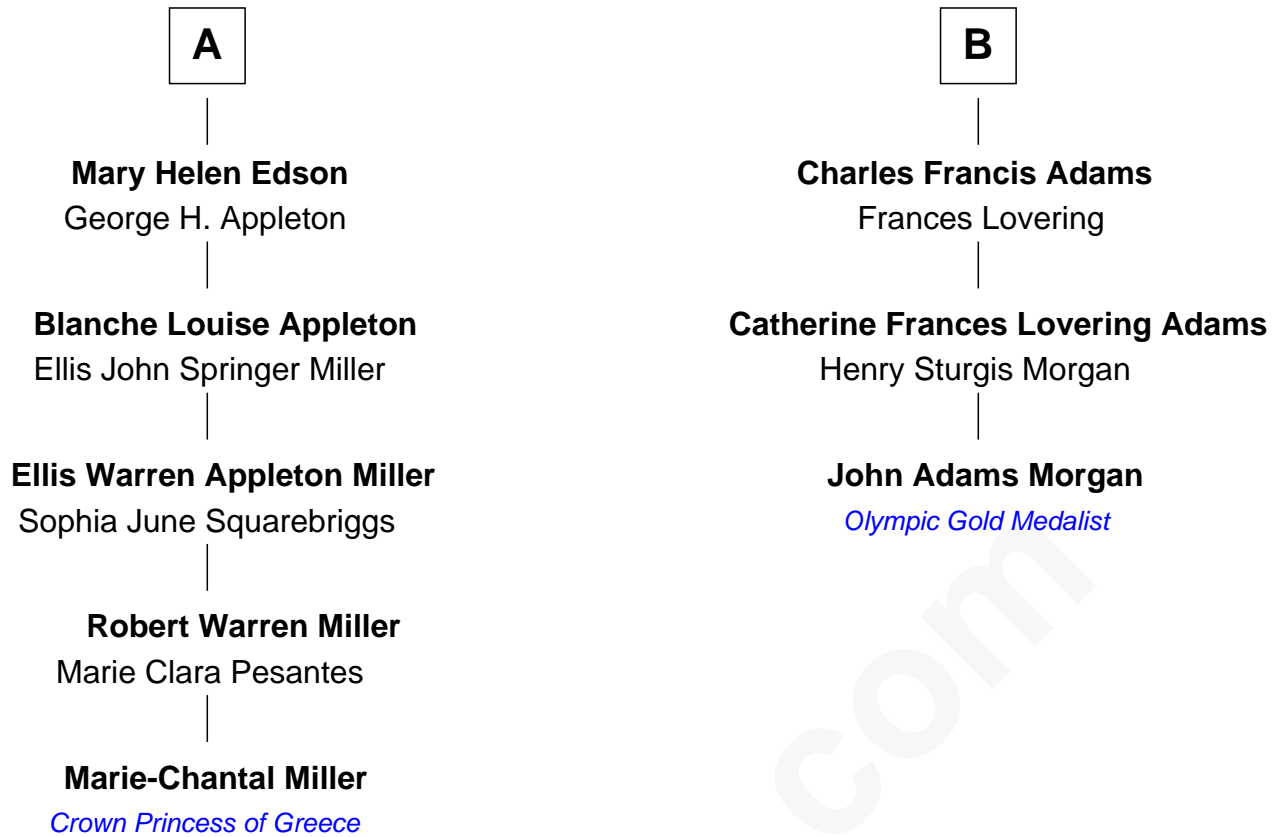 A
Mary Helen Edson
George H. Appleton
Blanche Louise Appleton
Ellis John Springer Miller
Ellis Warren Appleton Miller
Sophia June Squarebriggs
Robert Warren Miller
Marie Clara Pesantes
Marie-Chantal Miller
Crown Princess of Greece
B
Charles Francis Adams
Frances Lovering
Catherine Frances Lovering Adams
Henry Sturgis Morgan
John Adams Morgan
Olympic Gold Medalist
com